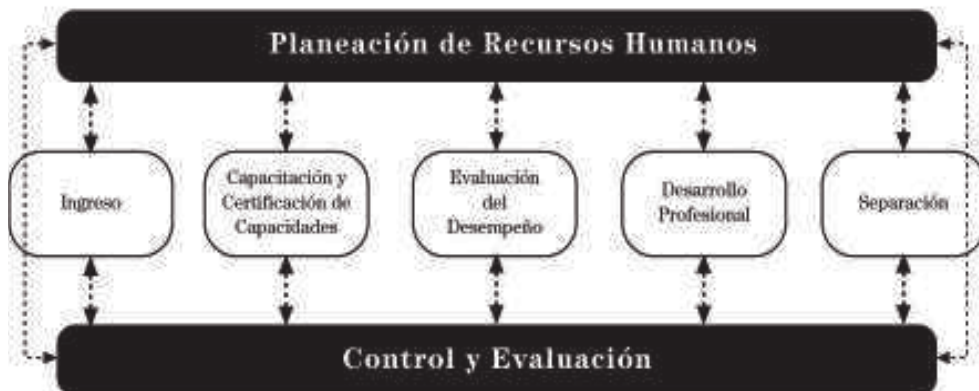 Planeación de Recursos Humanos
Ingreso
Capacitación y
Certificación de
Capacidades
Evaluación
del
Desempeño
Desarrollo
Profesional
Separación
Control y Evaluación